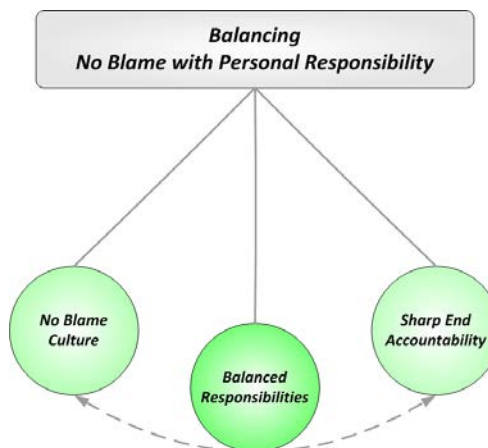 Balancing
No Blame with Personal Responsibility
No Blame
Culture
Sharp End
Accountability
Balanced
Responsibilities